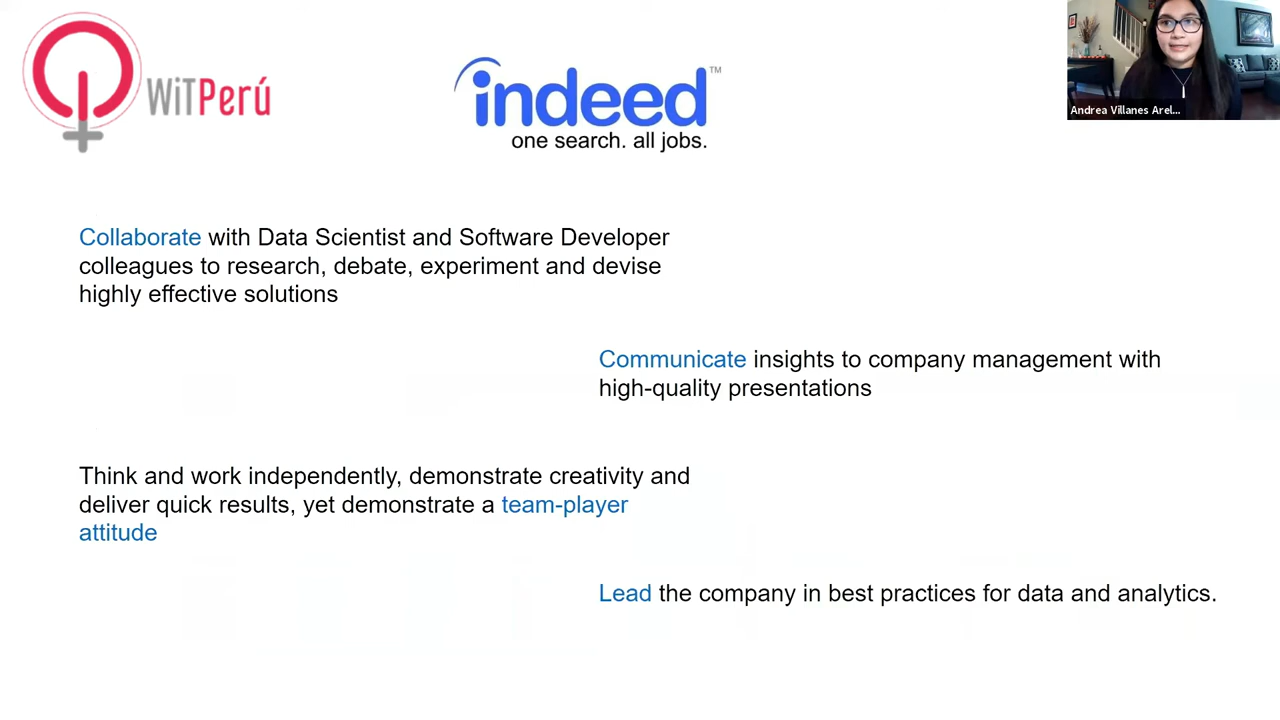 WiTPerú
indeed™
one search. all jobs.
Andrea Villanes Arel...
Collaborate with Data Scientist and Software Developer
colleagues to research, debate, experiment and devise
highly effective solutions
Communicate insights to company management with
high-quality presentations
Think and work independently, demonstrate creativity and
deliver quick results, yet demonstrate a team-player
attitude
Lead the company in best practices for data and analytics.